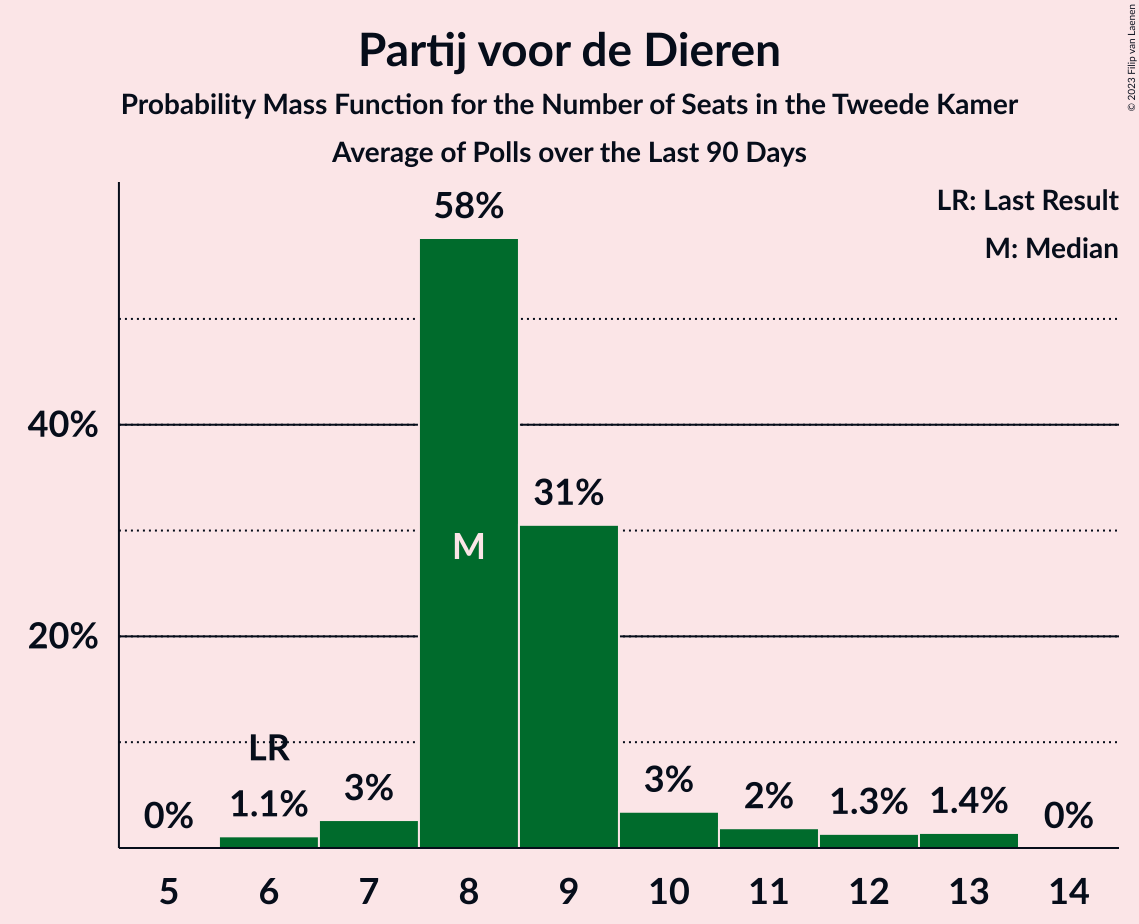 Partij voor de Dieren
Probability Mass Function for the Number of Seats in the Tweede Kamer
Average of Polls over the Last 90 Days
© 2023 Filip van Laenen
LR: Last Result
M: Median
58%
40%
31%
M
20%
LR
0%
1.1%
3%
3%
2%
1.3%
1.4%
0%
5 6 7 8 9 10 11 12 13 14